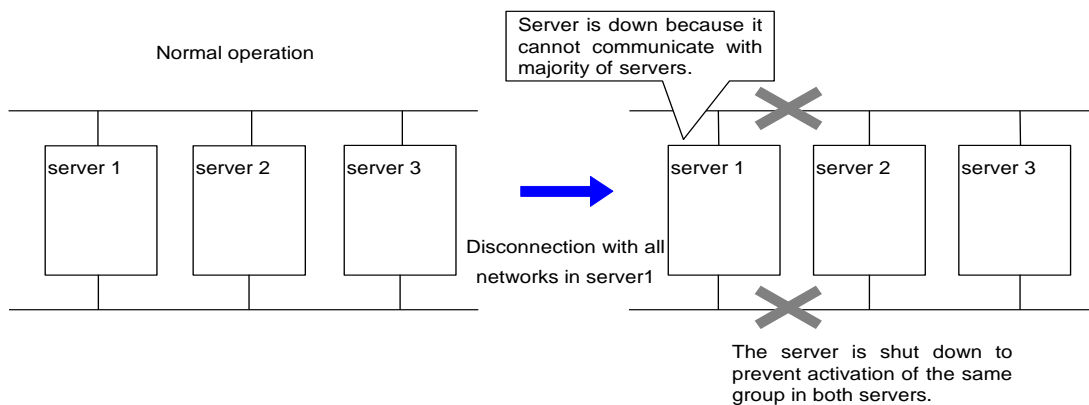 Normal operation
Server is down because it
cannot communicate with
majority of servers.
server 1
server 2
server 3
Disconnection with all
networks in server1
server 1
server 2
server 3
The server is shut down to
prevent activation of the same
group in both servers.